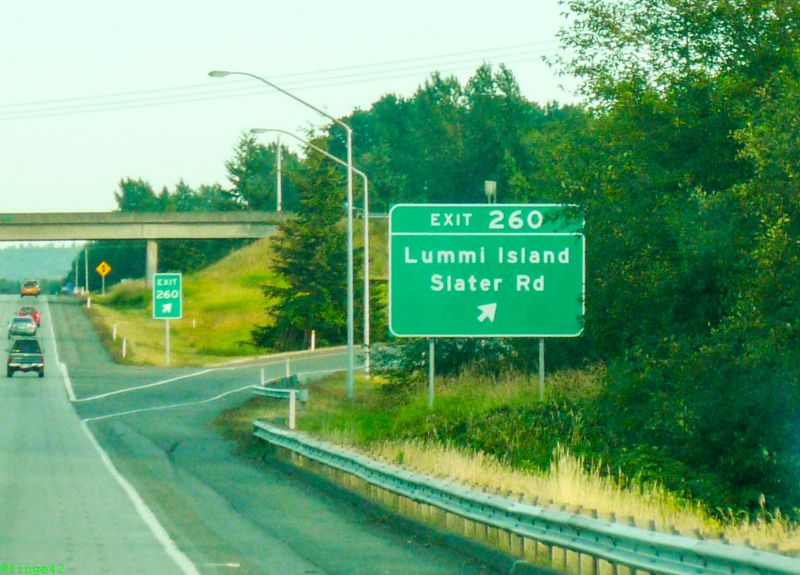 EXIT 260
Lummi Island
Slater Rd
EXIT
260
©finge42